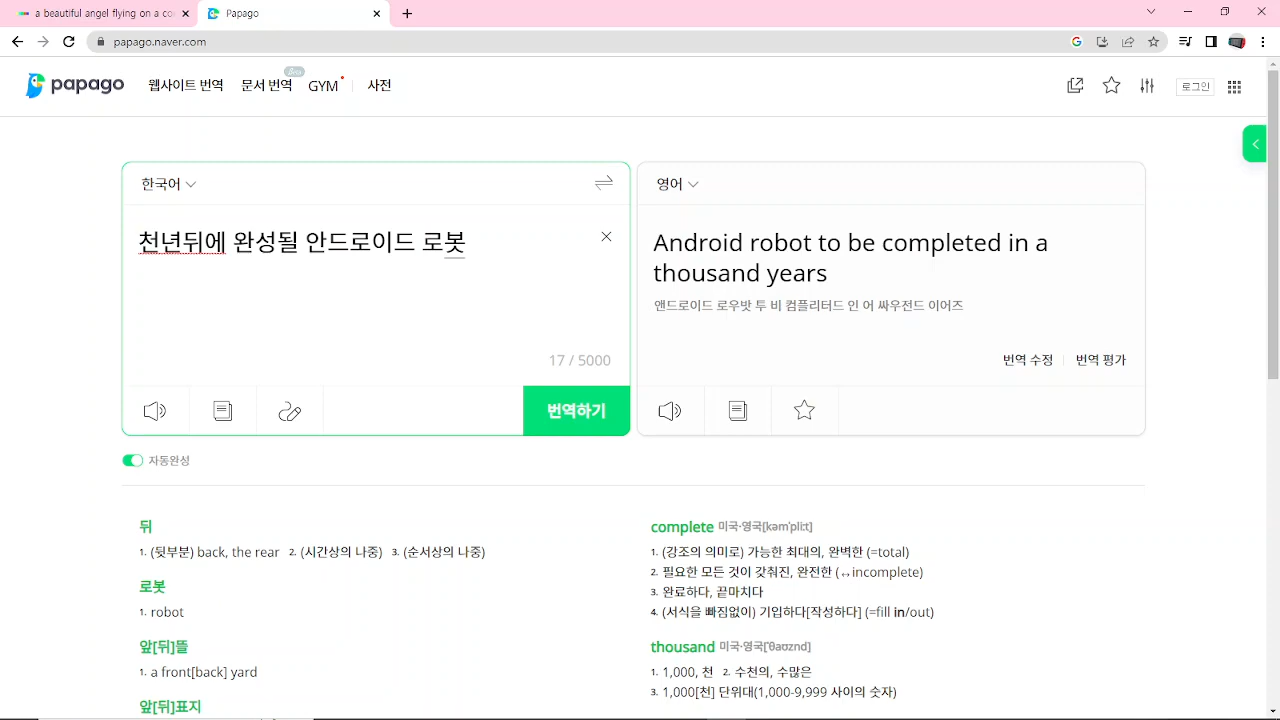 a beautiful angel flying on a co
Papago
papago.naver.com
papago
웹사이트 번역
문서 번역
Beta
GYM
사전
로그인
한국어
천년뒤에 완성될 안드로이드 로봇
17 / 5000
번역하기
영어
Android robot to be completed in a
thousand years
앤드로이드 로우밧 투 비 컴플리터드 인 어 싸우전드 이어즈
번역 수정
번역 평가
자동완성
뒤
1. (뒷부분) back, the rear 2. (시간상의 나중) 3. (순서상의 나중)
로봇
1. robot
앞[뒤]뜰
1. a front[back] yard
앞[뒤]표지
complete 미국·영국[kəmˈpliːt]
1. (강조의 의미로) 가능한 최대의, 완벽한 (=total)
2. 필요한 모든 것이 갖춰진, 완전한 (↔incomplete)
3. 완료하다, 끝마치다
4. (서식을 빠짐없이) 기입하다[작성하다] (=fill in/out)
thousand 미국·영국[ˈθaʊznd]
1. 1,000, 천 2. 수천의, 수많은
3. 1,000[천] 단위대(1,000-9,999 사이의 숫자)